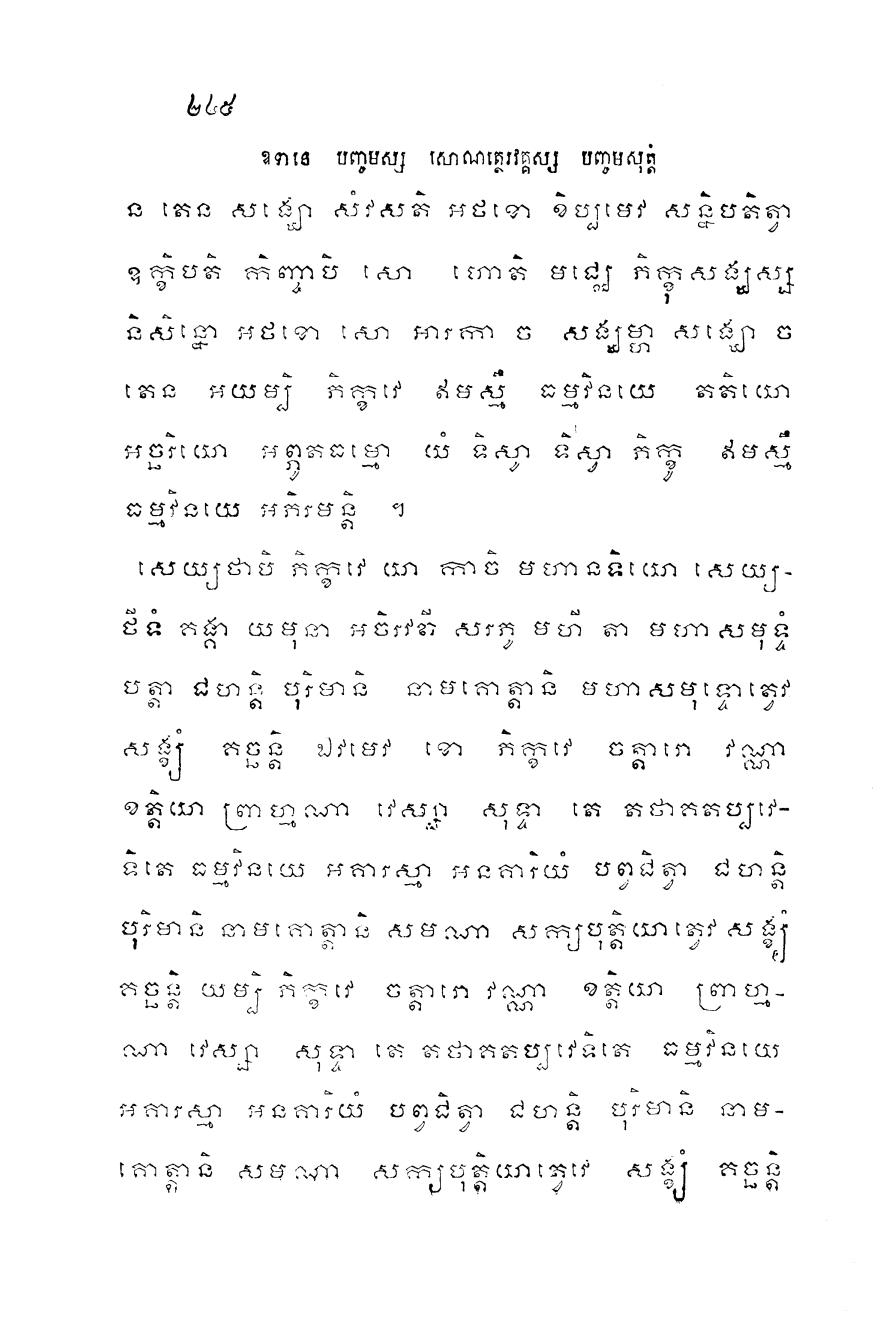 ២៤៥
ឧទានេ បញ្ចមស្ស សោណត្ថេរវគ្គស្ស បញ្ចមសុត្តំ
ន តេន សង្ឃោ សំវសតិ អថខោ ខិប្បមេវ សន្និបតិត្វា
ឧក្ខិបតិ កិញ្ចាបិ សោ ហោតិ មជ្ឈេ ភិក្ខុសង្ឃស្ស
និសិន្នោ អថខោ សោ អារកា ច សង្ឃម្ហា សង្ឃោ ច
តេន អយម្បិ ភិក្ខវេ ឥមស្មឹ ធម្មវិនយេ តតិយោ
អច្ឆរិយោ អព្ភូតធម្មោ យំ ទិស្វា ទិស្វា ភិក្ខូ ឥមស្មឹ
ធម្មវិនយេ អភិរមន្តិ ។
សេយ្យថាបិ ភិក្ខវេ យា កាចិ មហានទិយោ សេយ្យ-
ថីទំ គង្គា យមុនា អចិរវតី សរភូ មហី តា មហាសមុទ្ទំ
បត្តា ជហន្តិ បុរិមានិ នាមគោត្តានិ មហាសមុទ្ទោត្វេវ
សង្ខ្យំ គច្ឆន្តិ ឯវមេវ ខោ ភិក្ខវេ ចត្តារោ វណ្ណា
ខត្តិយា ព្រាហ្មណា វេស្សា សុទ្ទា តេ តថាគតប្បវេ-
ទិតេ ធម្មវិនយេ អគារស្មា អនគារិយំ បព្វជិត្វា ជហន្តិ
បុរិមានិ នាមគោត្តានិ សមណា សក្យបុត្តិយាត្វេវ សង្ខ្យំ
គច្ឆន្តិ យម្បិ ភិក្ខវេ ចត្តារោ វណ្ណា ខត្តិយា ព្រាហ្ម-
ណា វេស្សា សុទ្ទា តេ តថាគតប្បវេទិតេ ធម្មវិនយេ
អគារស្មា អនគារិយំ បព្វជិត្វា ជហន្តិ បុរិមានិ នាម-
គោត្តានិ សមណា សក្យបុត្តិយាត្វេវ សង្ខ្យំ គច្ឆន្តិ